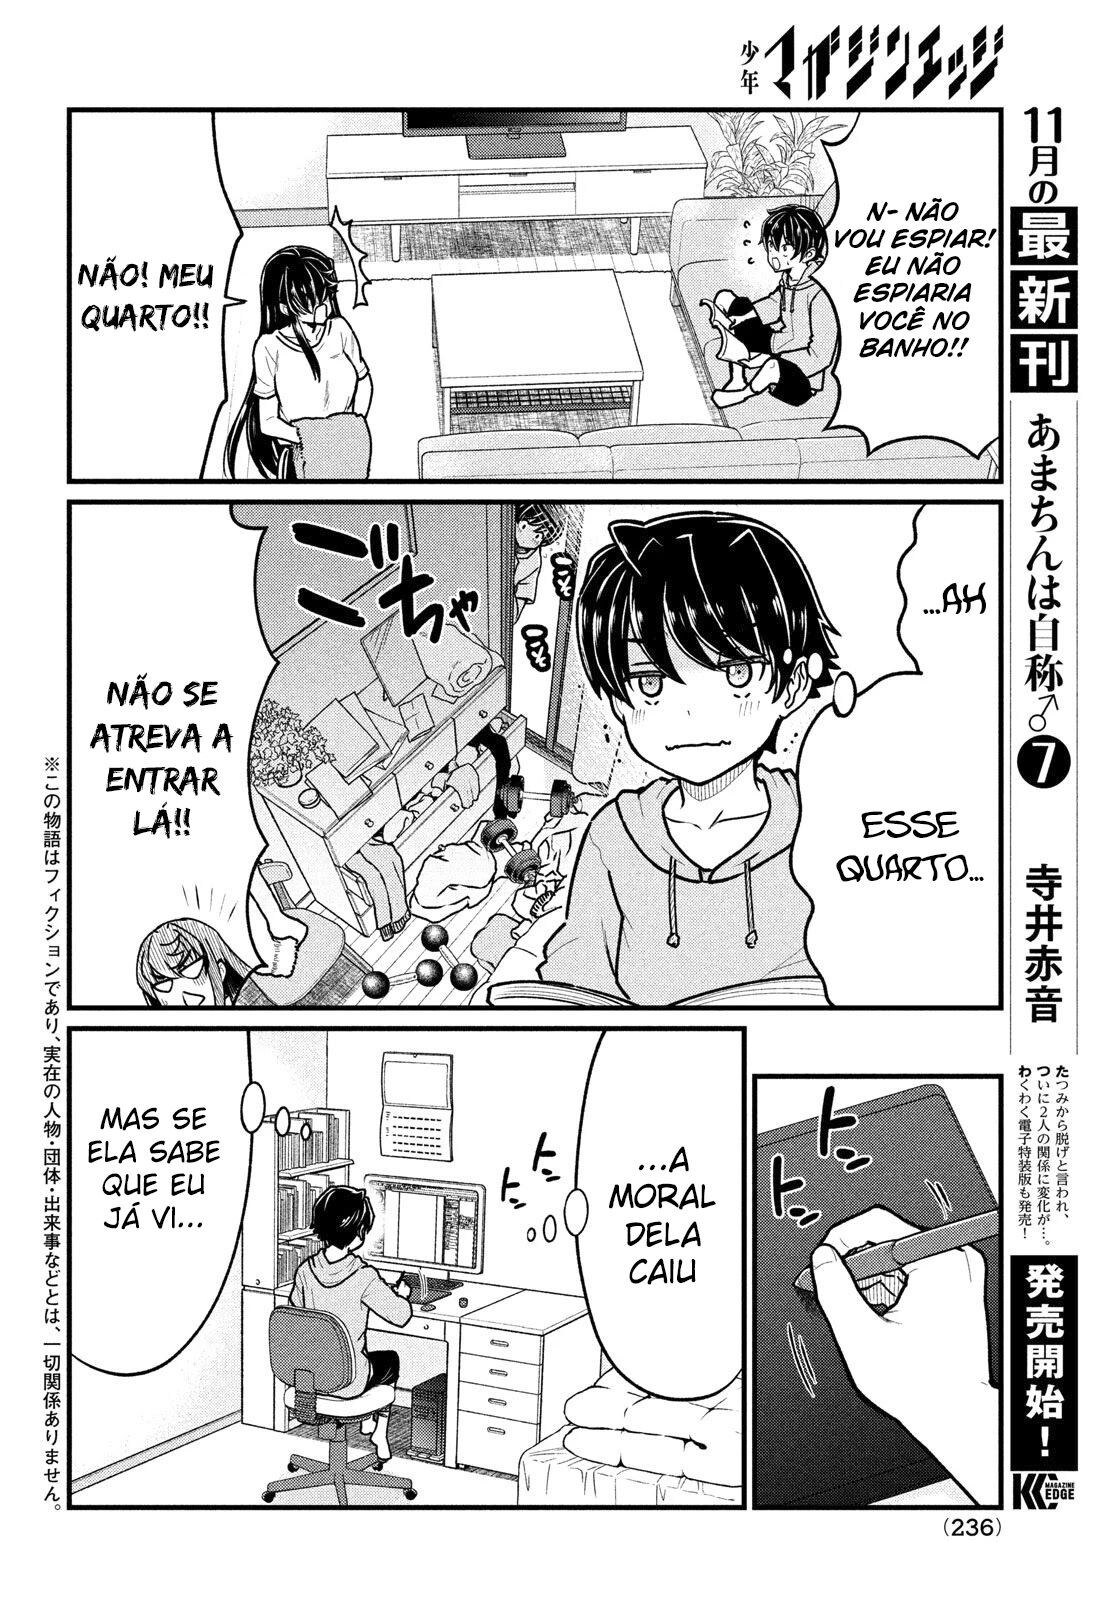 少年マガジンエッジ
N- NÃO
VOU ESPIAR!
EU NÃO
ESPIARIA
VOCÊ NO
BANHO!!
NÃO! MEU
QUARTO!!
...AH
ESSE
QUARTO...
ごちゃ
NÃO SE
ATREVA A
ENTRAR
LÁ!!
トン
トン
...A
MORAL
DELA
CAIU
MAS SE
ELA SABE
QUE EU
JÁ VI...
11月の最新刊
あまちんは自称♂7
寺井赤音
たつみから脱げと言われ、
ついに2人の関係に変化が…。
わくわく電子特装版も発売！
発売開始！
KC MAGAZINE
EDGE
※この物語はフィクションであり、実在の人物・団体・出来事などとは、一切関係ありません。
(236)